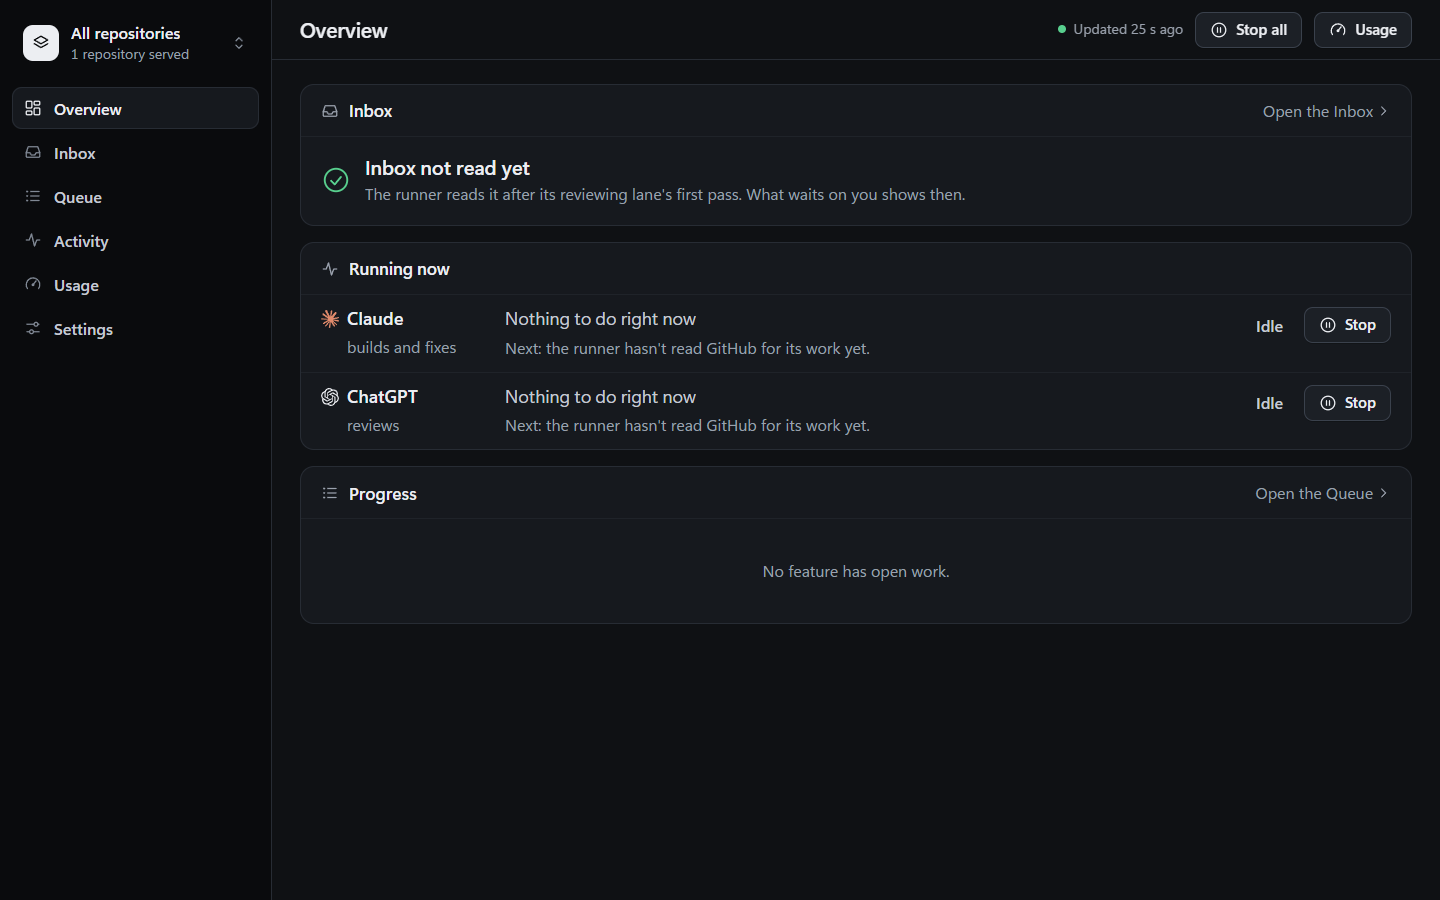 All repositories
1 repository served
Overview
Inbox
Queue
Activity
Usage
Settings
Overview
Updated 25 s ago
Stop all
Usage
Inbox
Open the Inbox
Inbox not read yet
The runner reads it after its reviewing lane's first pass. What waits on you shows then.
Running now
Claude
builds and fixes
Nothing to do right now
Next: the runner hasn't read GitHub for its work yet.
Idle
Stop
ChatGPT
reviews
Nothing to do right now
Next: the runner hasn't read GitHub for its work yet.
Idle
Stop
Progress
Open the Queue
No feature has open work.